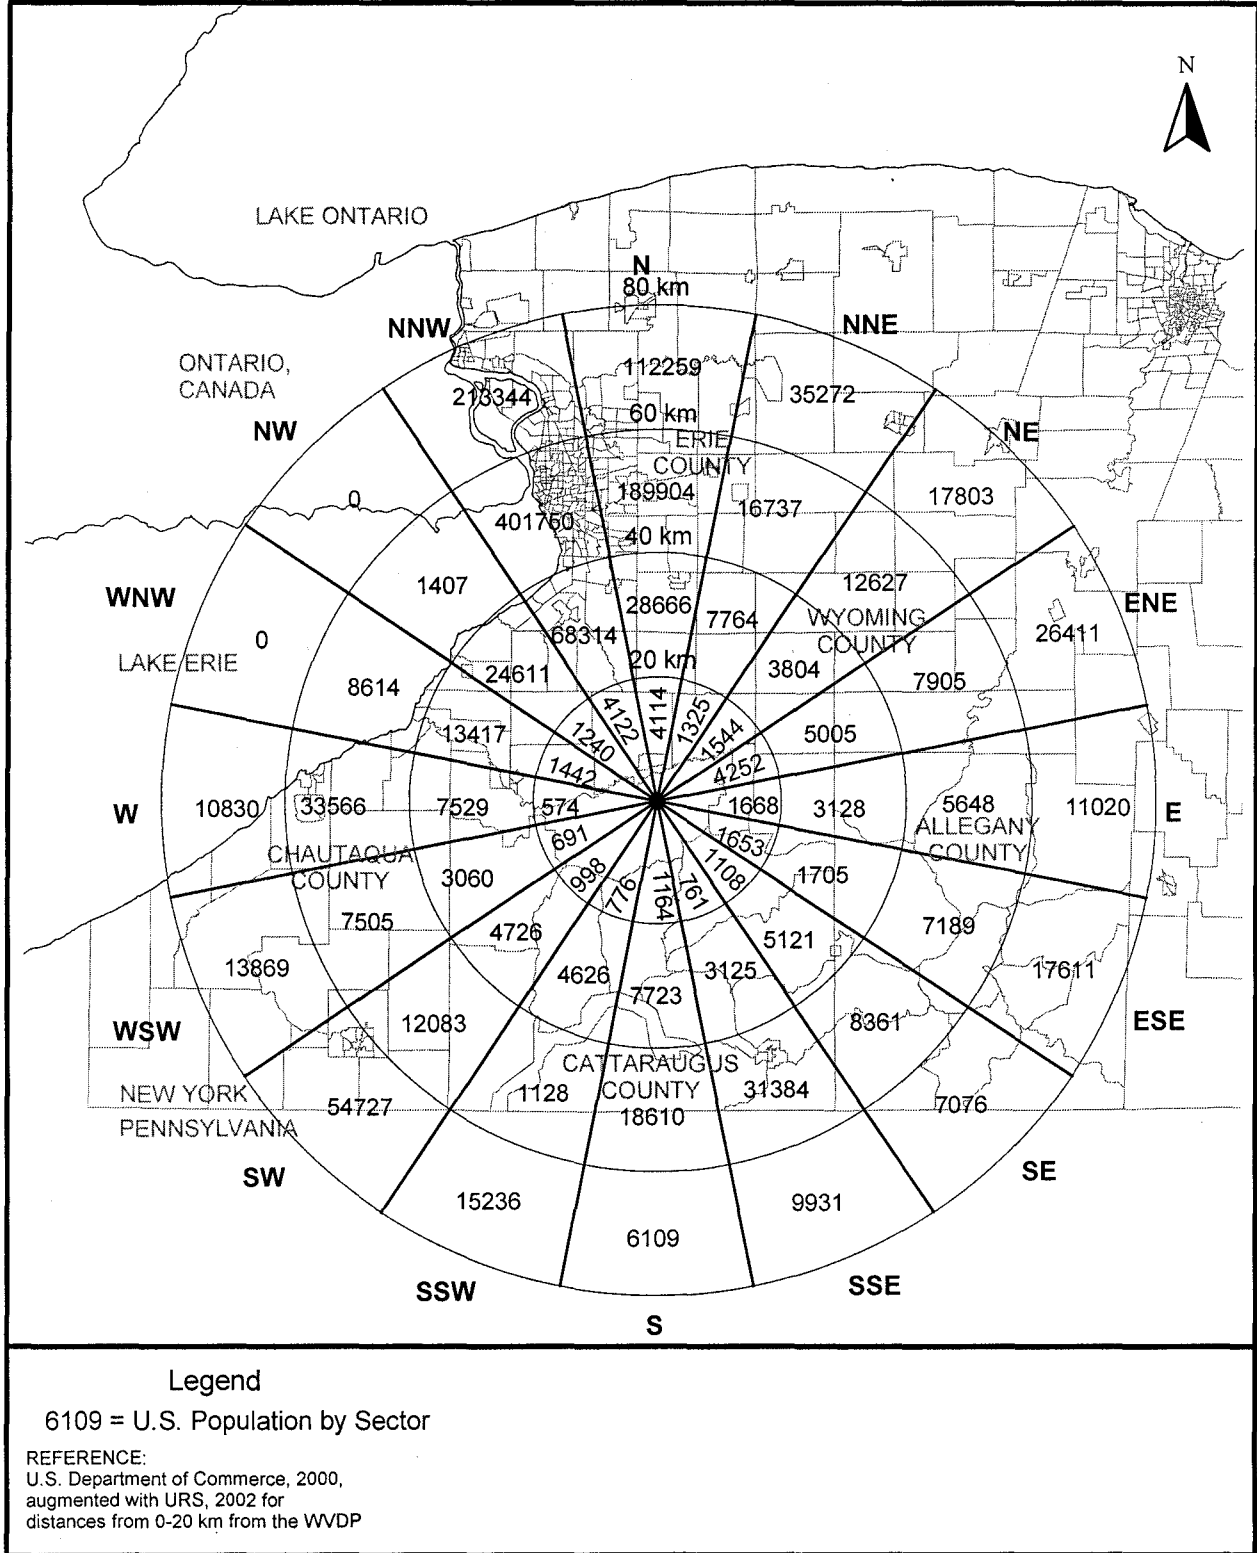 N
LAKE ONTARIO
N
80 km
NNW
NNE
ONTARIO,
CANADA
112259
213344
35272
60 km
NW
NE
ERIE
COUNTY
0
189904
16737
17803
401760
40 km
1407
12627
WNW
28666
7764
WYOMING
COUNTY
ENE
0
68314
26411
LAKE ERIE
20 km
24611
3804
8614
7905
4122
4114
1325
13417
1240
1544
5005
1442
4252
W
10830
33566
7529
574
1668
3128
5648
11020
E
691
1653
ALLEGANY
COUNTY
CHAUTAQUA
COUNTY
3060
998
776
1164
761
1108
1705
7505
4726
5121
7189
13869
4626
7723
3125
17611
WSW
12083
8361
ESE
CATTARAUGUS
COUNTY
NEW YORK
PENNSYLVANIA
54727
1128
18610
31384
7076
SW
SE
15236
6109
9931
SSW
SSE
S
Legend
6109 = U.S. Population by Sector
REFERENCE:
U.S. Department of Commerce, 2000,
augmented with URS, 2002 for
distances from 0-20 km from the WVDP